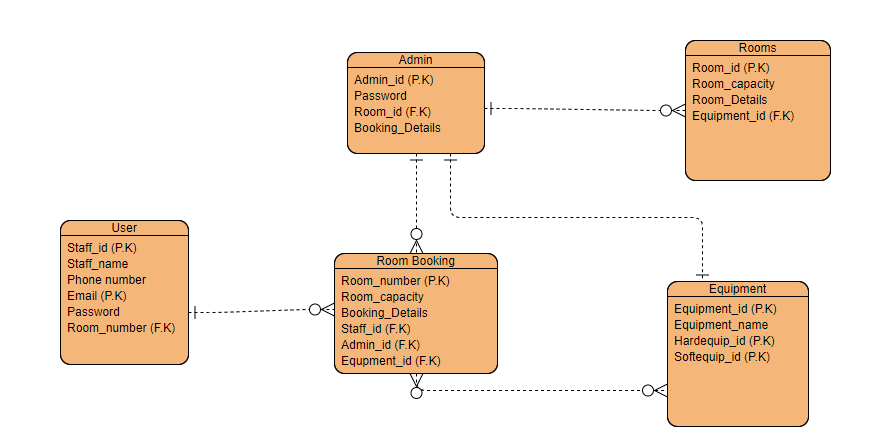 Admin
Admin_id (P.K)
Password
Room_id (F.K)
Booking_Details
Rooms
Room_id (P.K)
Room_capacity
Room_Details
Equipment_id (F.K)
User
Staff_id (P.K)
Staff_name
Phone number
Email (P.K)
Password
Room_number (F.K)
Room Booking
Room_number (P.K)
Room_capacity
Booking_Details
Staff_id (F.K)
Admin_id (F.K)
Equpment_id (F.K)
Equipment
Equipment_id (P.K)
Equipment_name
Hardequip_id (P.K)
Softequip_id (P.K)